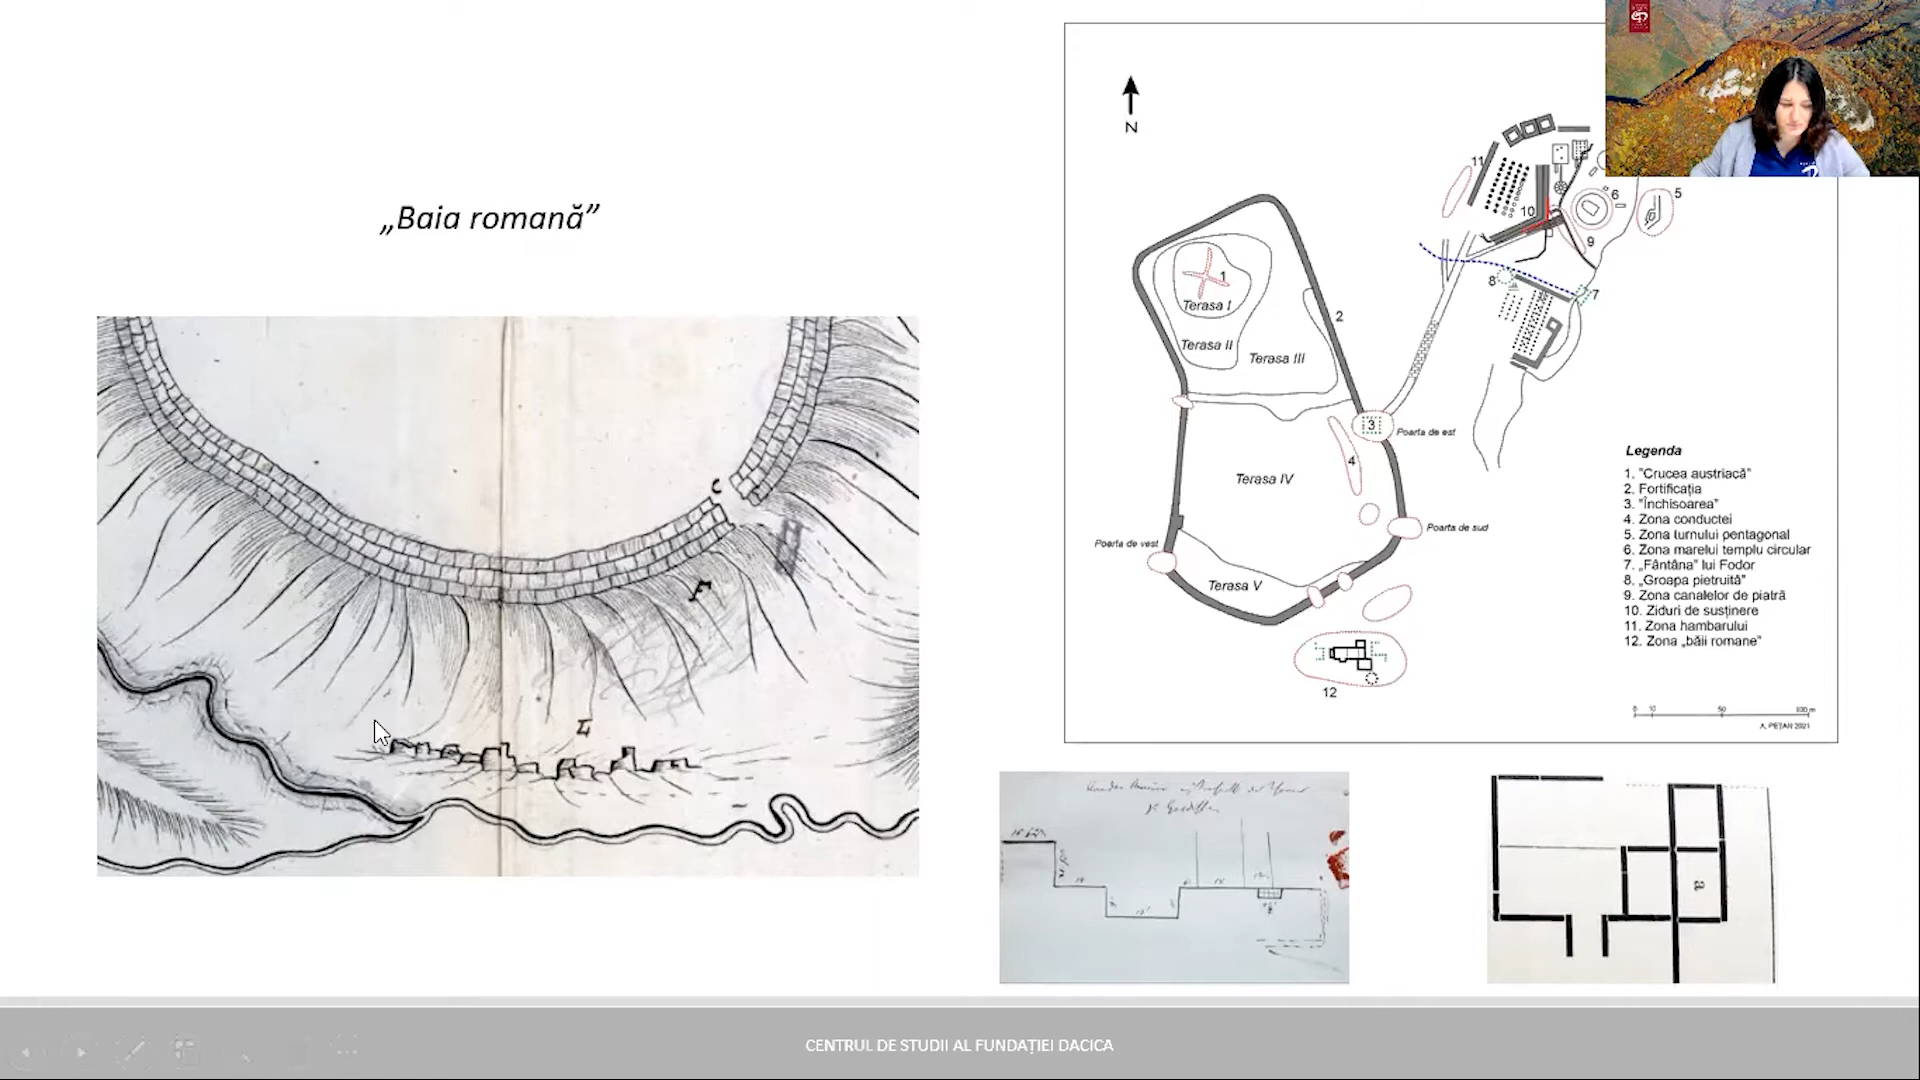 „Baia romană”
C
F
L
N
11
10
6
5
9
8
7
1
Terasa I
2
Terasa II
Terasa III
3
Poarta de est
4
Terasa IV
Poarta de sud
Poarta de vest
Terasa V
12
Legenda
1. "Crucea austriacă"
2. Fortificația
3. "Închisoarea"
4. Zona conductei
5. Zona turnului pentagonal
6. Zona marelui templu circular
7. „Fântâna” lui Fodor
8. „Groapa pietruită”
9. Zona canalelor de piatră
10. Ziduri de susținere
11. Zona hambarului
12. Zona „băii romane”
0 10 50 100 m
A. PEȚAN 2021
a
CENTRUL DE STUDII AL FUNDAȚIEI DACICA